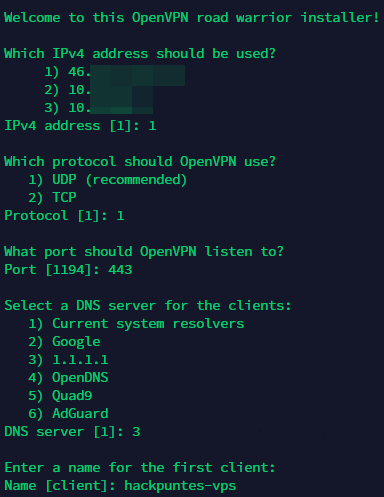 Welcome to this OpenVPN road warrior installer!
Which IPv4 address should be used?
1) 46.
2) 10.
3) 10.
IPv4 address [1]: 1
Which protocol should OpenVPN use?
1) UDP (recommended)
2) TCP
Protocol [1]: 1
What port should OpenVPN listen to?
Port [1194]: 443
Select a DNS server for the clients:
1) Current system resolvers
2) Google
3) 1.1.1.1
4) OpenDNS
5) Quad9
6) AdGuard
DNS server [1]: 3
Enter a name for the first client:
Name [client]: hackpuntes-vps